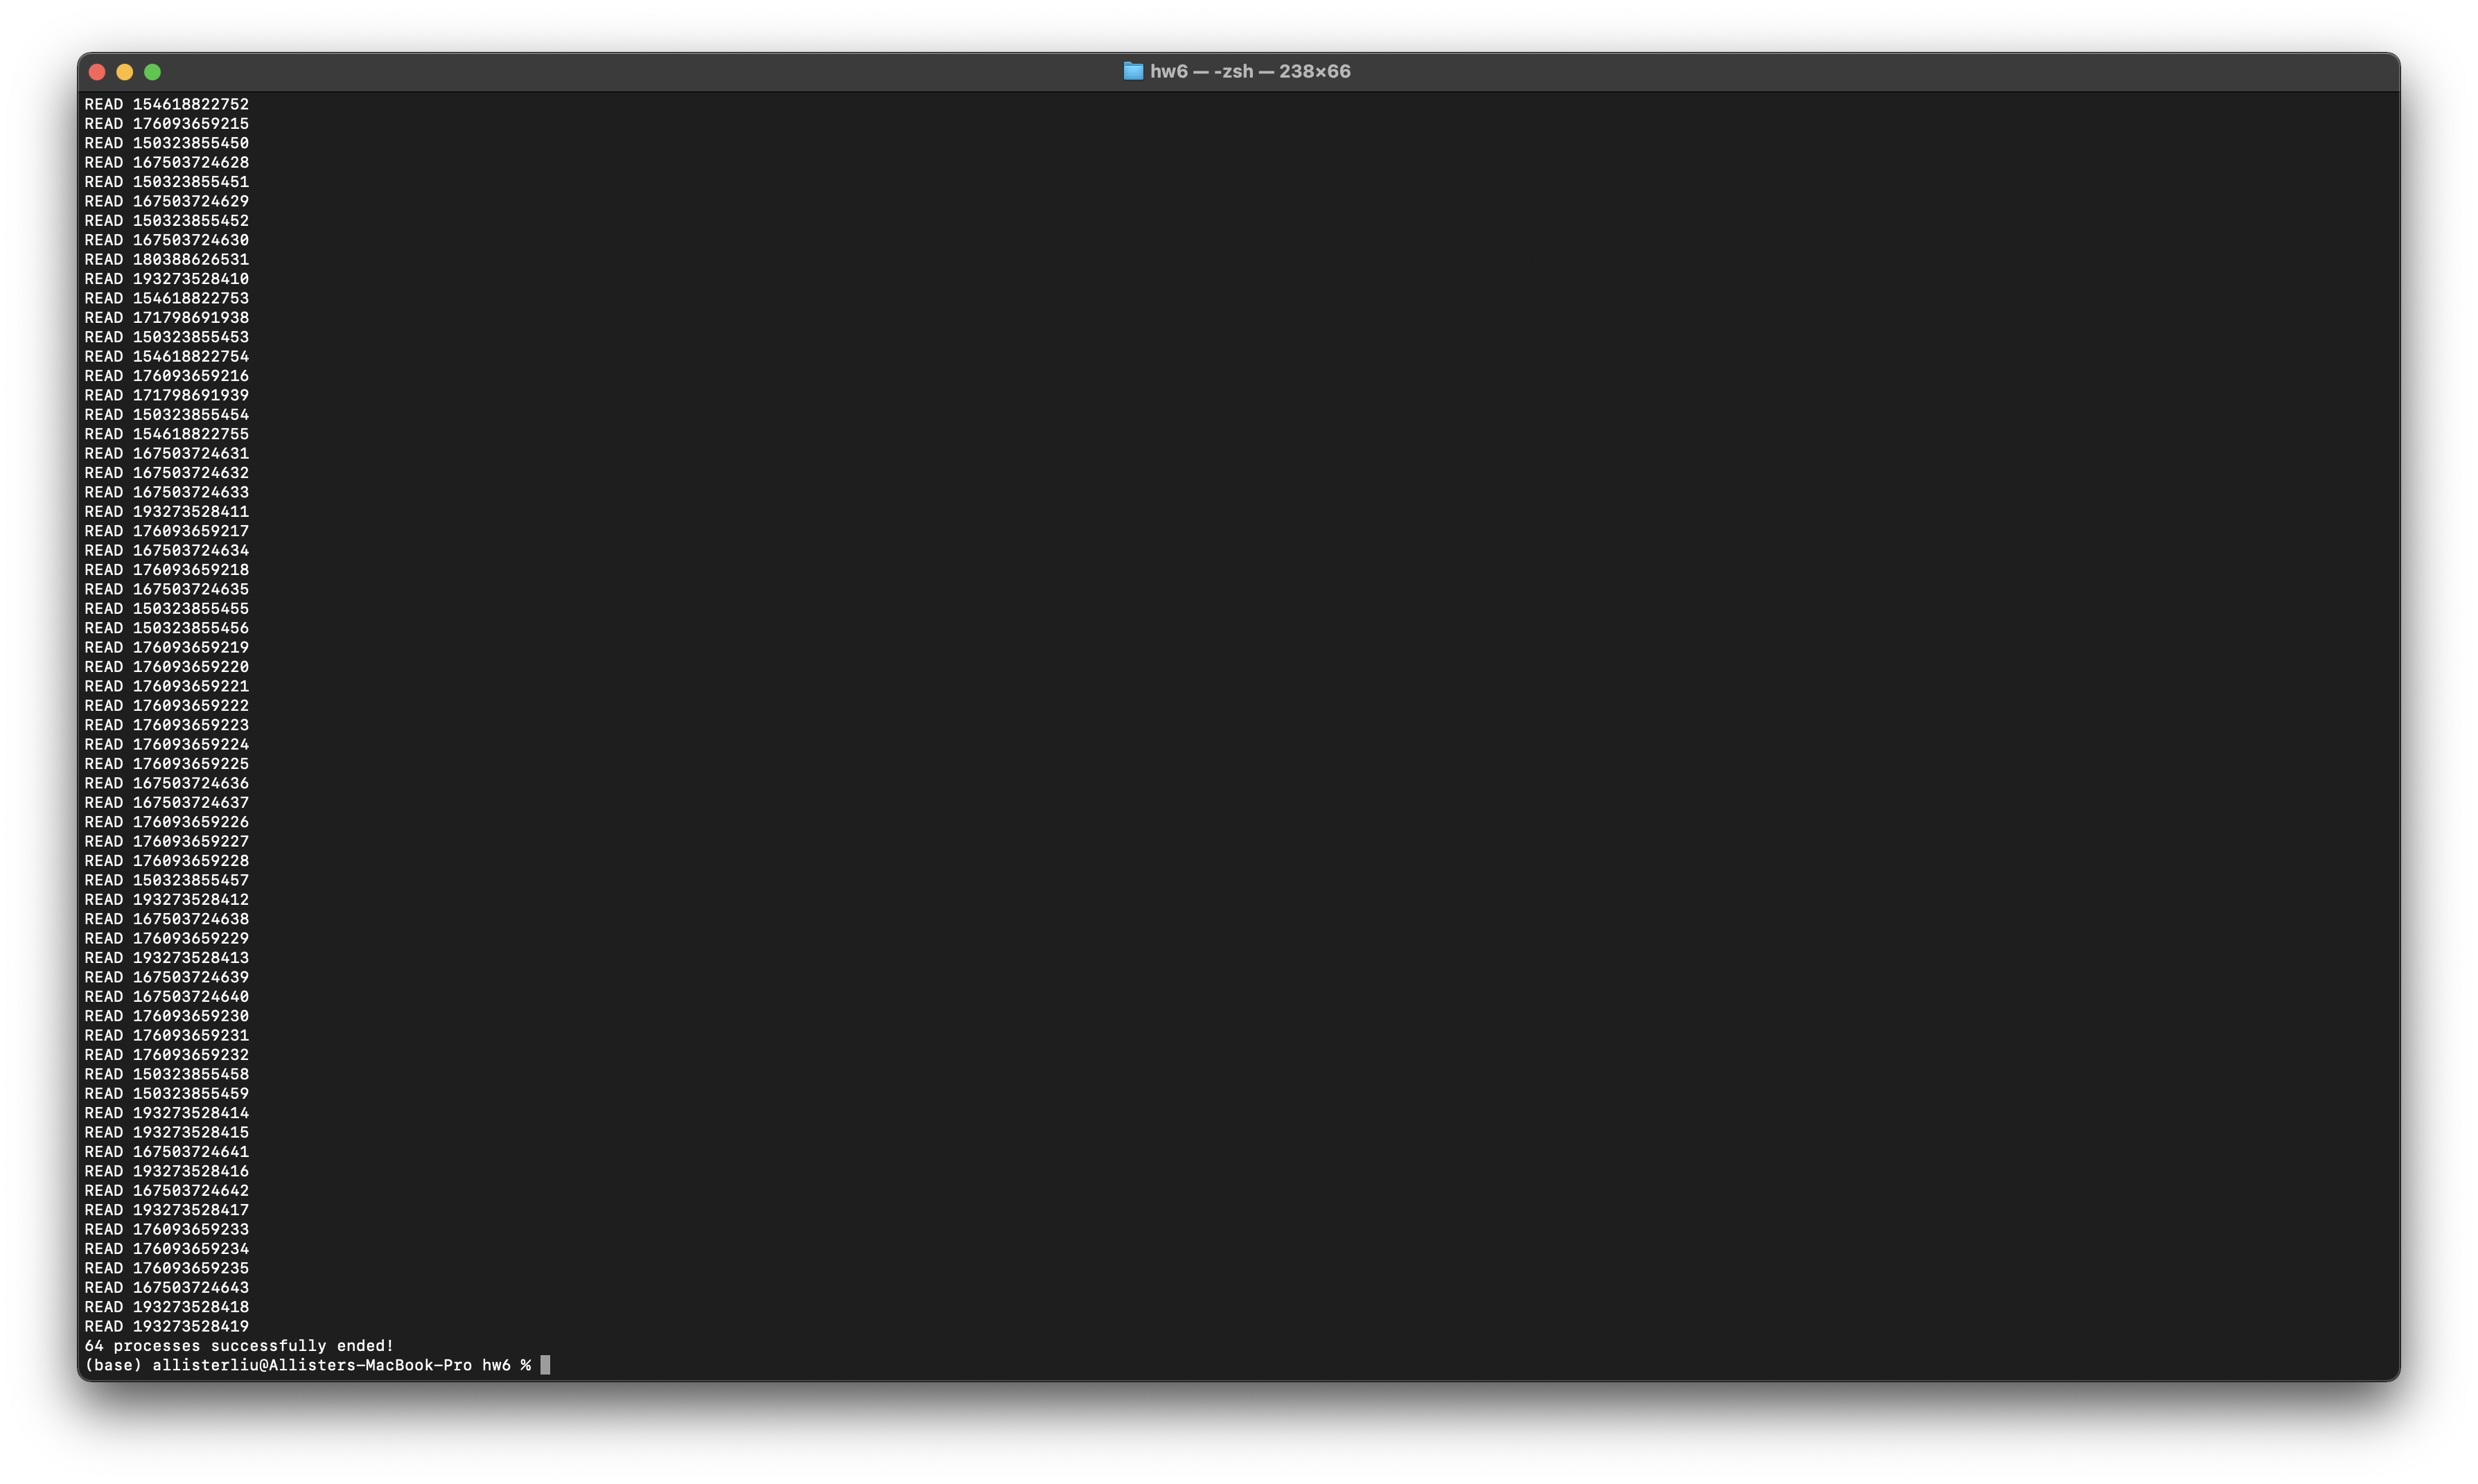 hw6 — -zsh — 238×66
READ 154618822752
READ 176093659215
READ 150323855450
READ 167503724628
READ 150323855451
READ 167503724629
READ 150323855452
READ 167503724630
READ 180388626531
READ 193273528410
READ 154618822753
READ 171798691938
READ 150323855453
READ 154618822754
READ 176093659216
READ 171798691939
READ 150323855454
READ 154618822755
READ 167503724631
READ 167503724632
READ 167503724633
READ 193273528411
READ 176093659217
READ 167503724634
READ 176093659218
READ 167503724635
READ 150323855455
READ 150323855456
READ 176093659219
READ 176093659220
READ 176093659221
READ 176093659222
READ 176093659223
READ 176093659224
READ 176093659225
READ 167503724636
READ 167503724637
READ 176093659226
READ 176093659227
READ 176093659228
READ 150323855457
READ 193273528412
READ 167503724638
READ 176093659229
READ 193273528413
READ 167503724639
READ 167503724640
READ 176093659230
READ 176093659231
READ 176093659232
READ 150323855458
READ 150323855459
READ 193273528414
READ 193273528415
READ 167503724641
READ 193273528416
READ 167503724642
READ 193273528417
READ 176093659233
READ 176093659234
READ 176093659235
READ 167503724643
READ 193273528418
READ 193273528419
64 processes successfully ended!
(base) allisterliu@Allisters-MacBook-Pro hw6 %